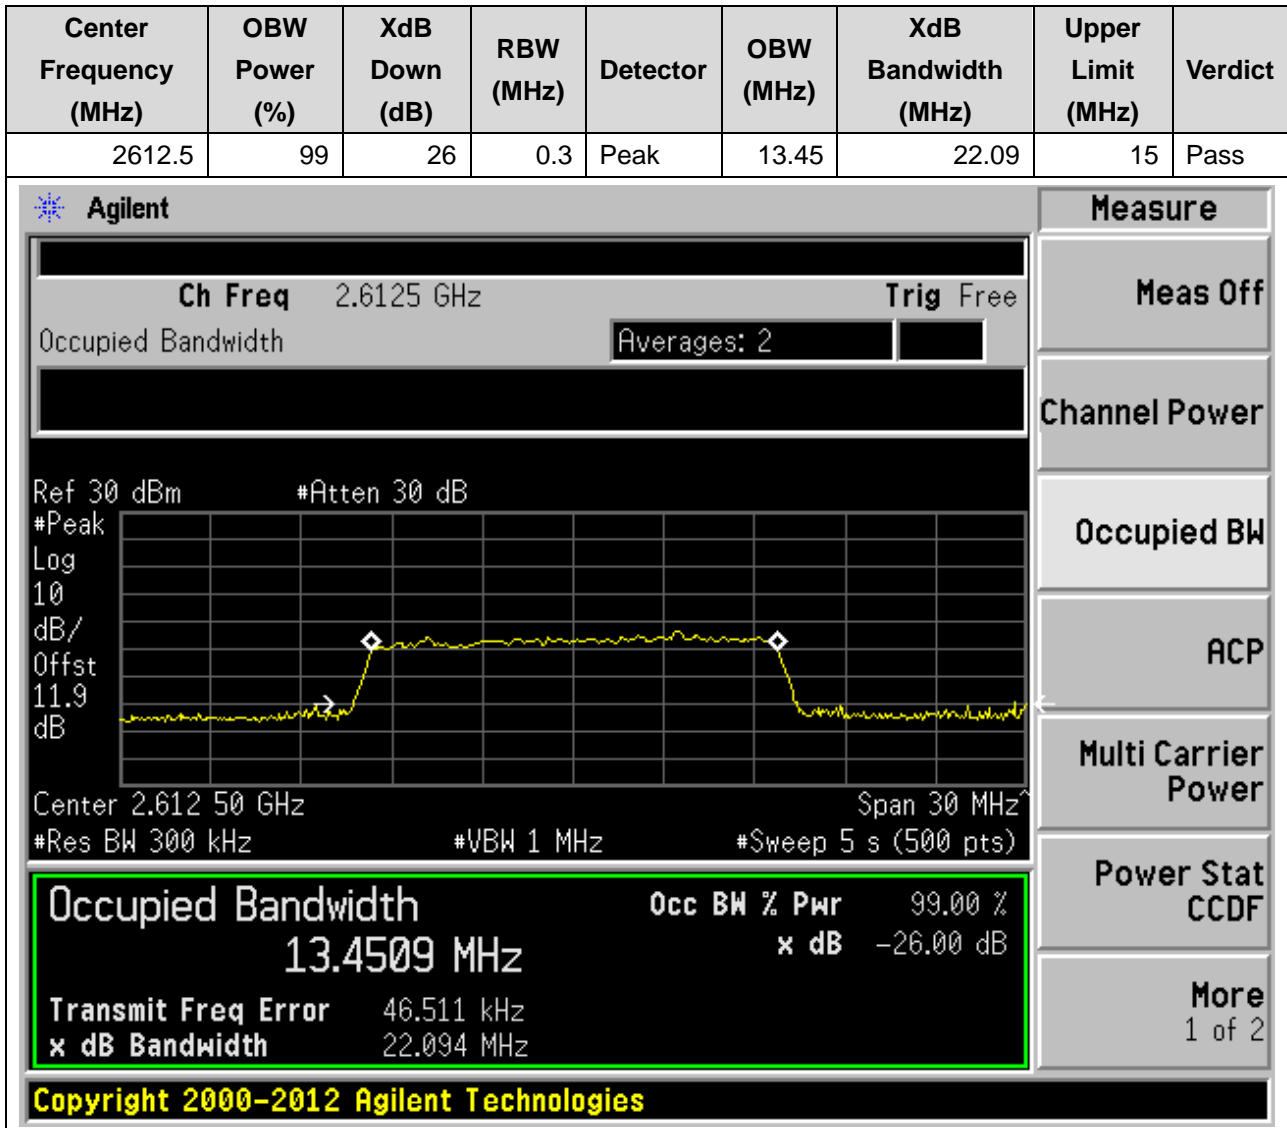 Center Frequency (MHz) OBW Power (%) XdB Down (dB) RBW (MHz) Detector OBW (MHz) XdB Bandwidth (MHz) Upper Limit (MHz) Verdict
2612.5 99 26 0.3 Peak 13.45 22.09 15 Pass
Agilent
Measure
Ch Freq 2.6125 GHz Trig Free
Meas Off
Occupied Bandwidth Averages: 2
Channel Power
Ref 30 dBm #Atten 30 dB
#Peak
Log
10
dB/
Offst
11.9
dB
Occupied BW
ACP
Multi Carrier
Power
Center 2.612 50 GHz Span 30 MHz^
#Res BW 300 kHz #VBW 1 MHz #Sweep 5 s (500 pts)
Power Stat
CCDF
Occupied Bandwidth Occ BW % Pwr 99.00 %
13.4509 MHz x dB -26.00 dB
Transmit Freq Error 46.511 kHz
x dB Bandwidth 22.094 MHz
More
1 of 2
Copyright 2000-2012 Agilent Technologies